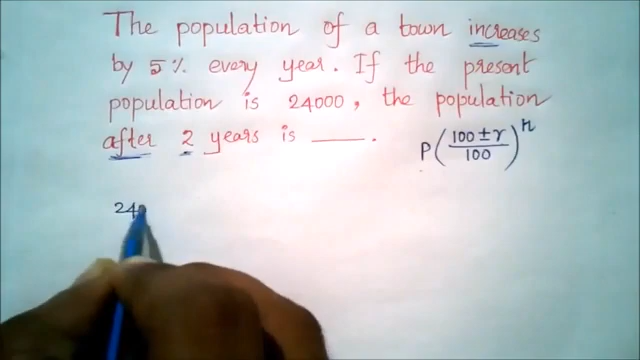 The population of a town increases
by 5% every year. If the present
population is 24000, the population
after 2 years is ____.
P((100 ± r)/100)^n
24